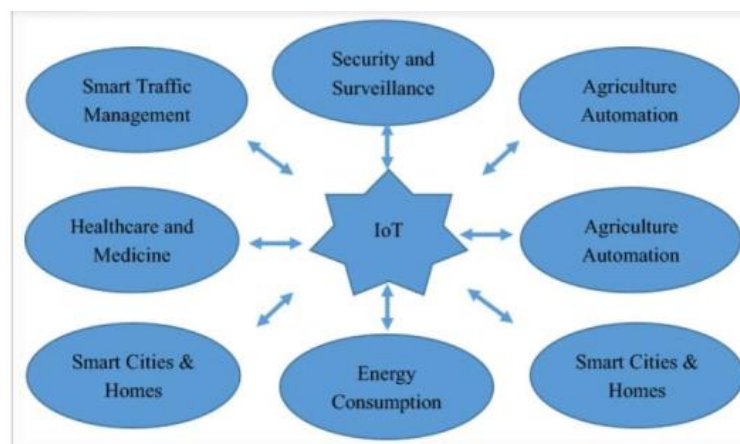 Security and
Surveillance
Smart Traffic
Management
Agriculture
Automation
Healthcare and
Medicine
IoT
Agriculture
Automation
Smart Cities &
Homes
Energy
Consumption
Smart Cities &
Homes